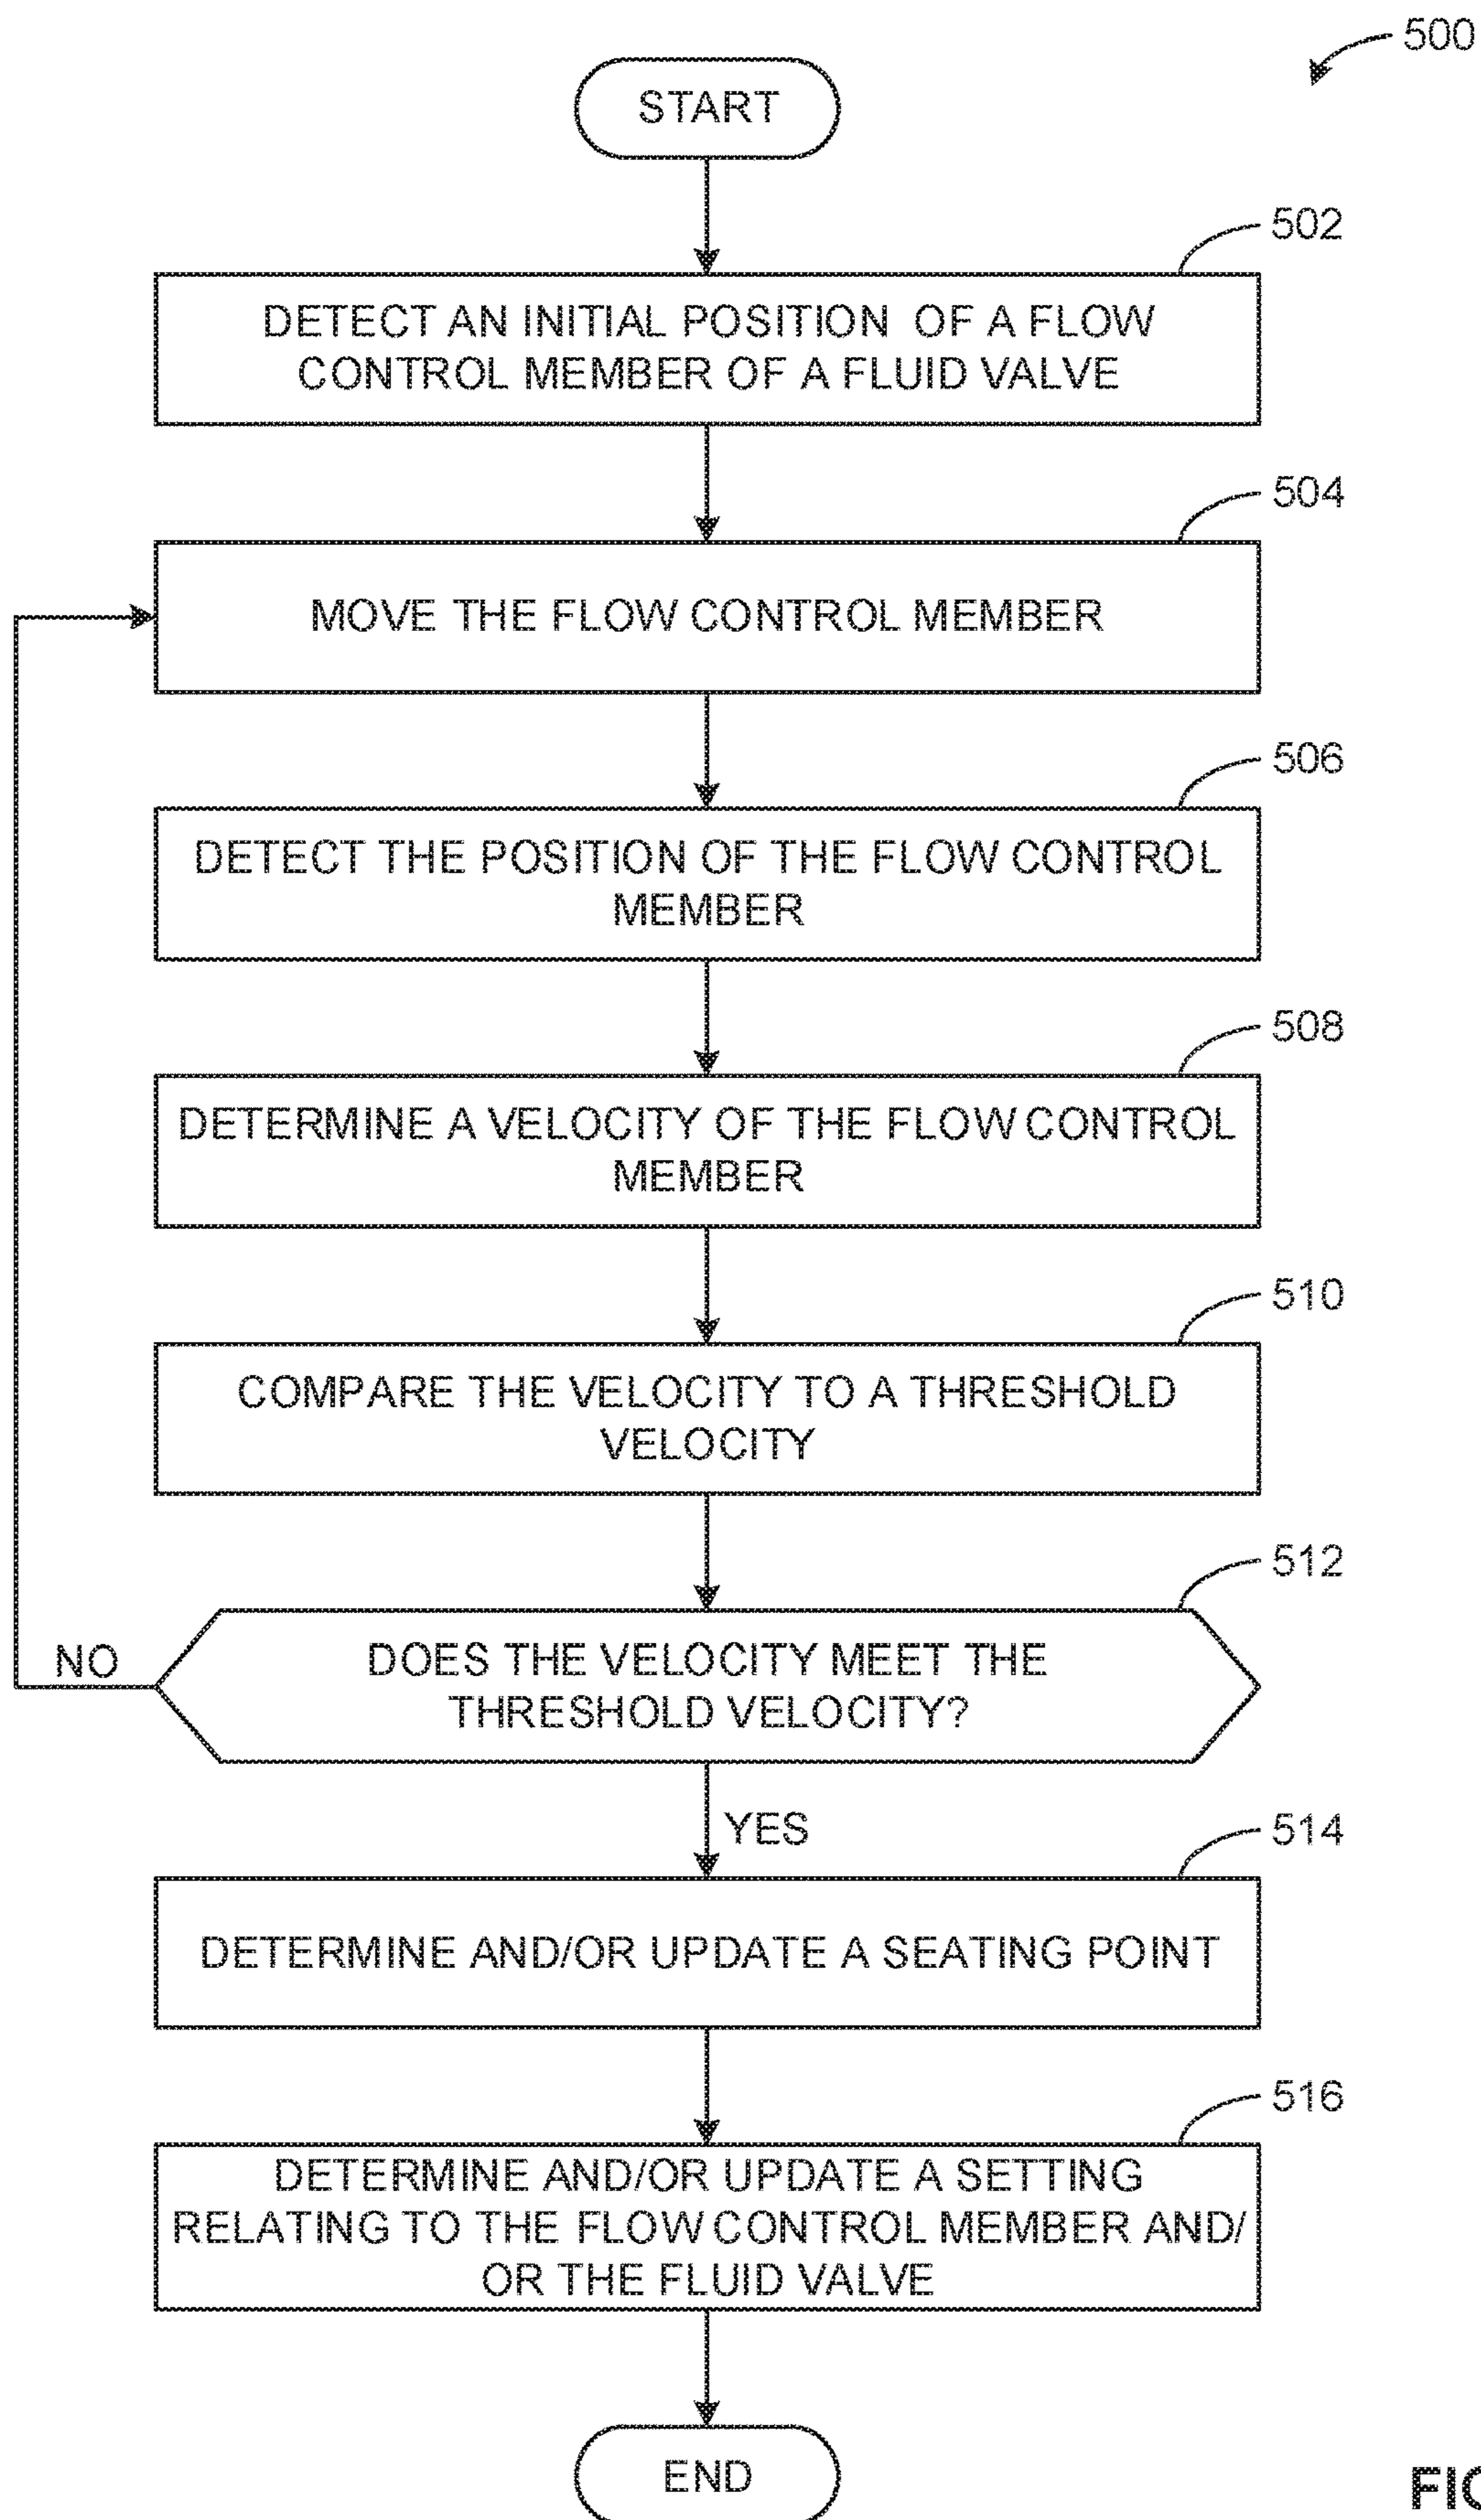 500
START
502
DETECT AN INITIAL POSITION OF A FLOW
CONTROL MEMBER OF A FLUID VALVE
504
MOVE THE FLOW CONTROL MEMBER
506
DETECT THE POSITION OF THE FLOW CONTROL
MEMBER
508
DETERMINE A VELOCITY OF THE FLOW CONTROL
MEMBER
510
COMPARE THE VELOCITY TO A THRESHOLD
VELOCITY
512
DOES THE VELOCITY MEET THE
THRESHOLD VELOCITY?
NO
YES
514
DETERMINE AND/OR UPDATE A SEATING POINT
516
DETERMINE AND/OR UPDATE A SETTING
RELATING TO THE FLOW CONTROL MEMBER AND/
OR THE FLUID VALVE
END